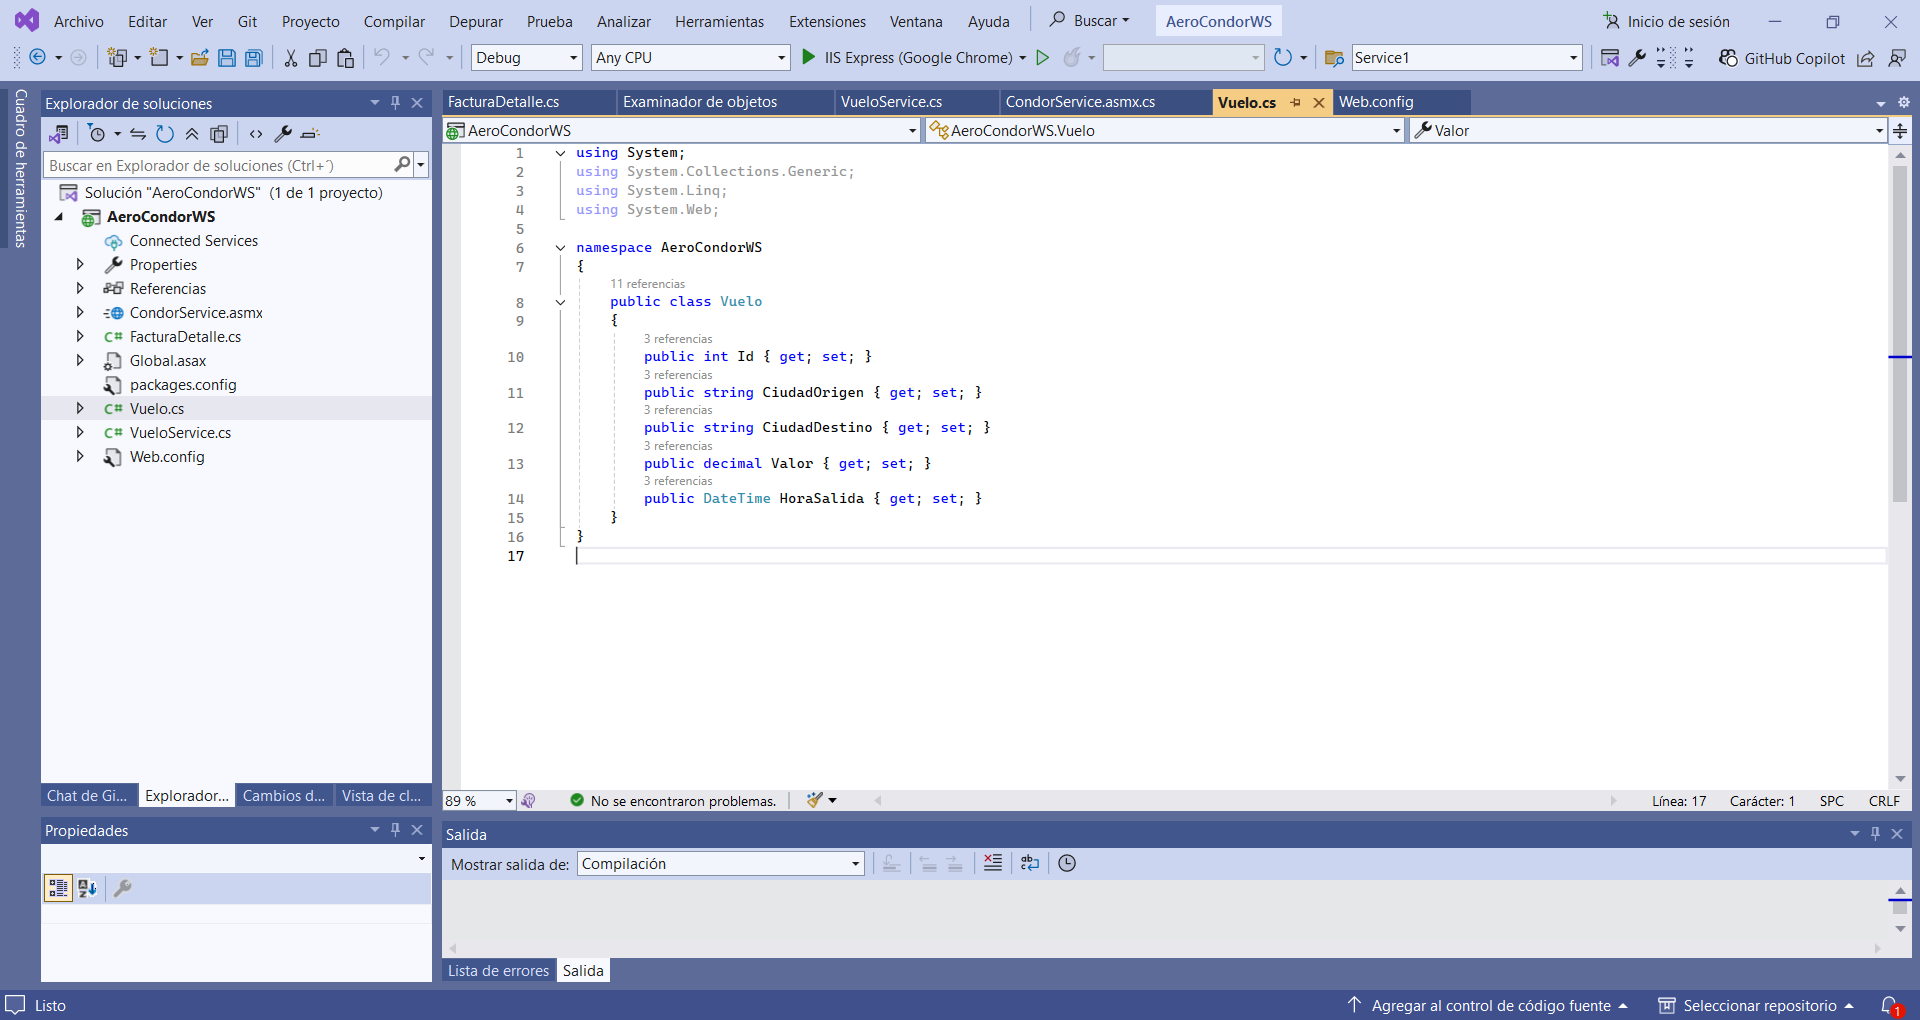 Archivo Editar Ver Git Proyecto Compilar Depurar Prueba Analizar Herramientas Extensiones Ventana Ayuda Buscar AeroCondorWS Inicio de sesión
Debug Any CPU IIS Express (Google Chrome) Service1 GitHub Copilot
Cuadro de herramientas
Explorador de soluciones
Buscar en Explorador de soluciones (Ctrl+´)
Solución "AeroCondorWS" (1 de 1 proyecto)
AeroCondorWS
Connected Services
Properties
Referencias
CondorService.asmx
C# FacturaDetalle.cs
Global.asax
packages.config
C# Vuelo.cs
C# VueloService.cs
Web.config
Chat de Gi... Explorador... Cambios d... Vista de cl...
Propiedades
FacturaDetalle.cs Examinador de objetos VueloService.cs CondorService.asmx.cs Vuelo.cs Web.config
AeroCondorWS AeroCondorWS.Vuelo Valor
1 using System;
2 using System.Collections.Generic;
3 using System.Linq;
4 using System.Web;
5
6 namespace AeroCondorWS
7 {
11 referencias
8 public class Vuelo
9 {
3 referencias
10 public int Id { get; set; }
3 referencias
11 public string CiudadOrigen { get; set; }
3 referencias
12 public string CiudadDestino { get; set; }
3 referencias
13 public decimal Valor { get; set; }
3 referencias
14 public DateTime HoraSalida { get; set; }
15 }
16 }
17
89 % No se encontraron problemas. Línea: 17 Carácter: 1 SPC CRLF
Salida
Mostrar salida de: Compilación
Lista de errores Salida
Listo Agregar al control de código fuente Seleccionar repositorio 1